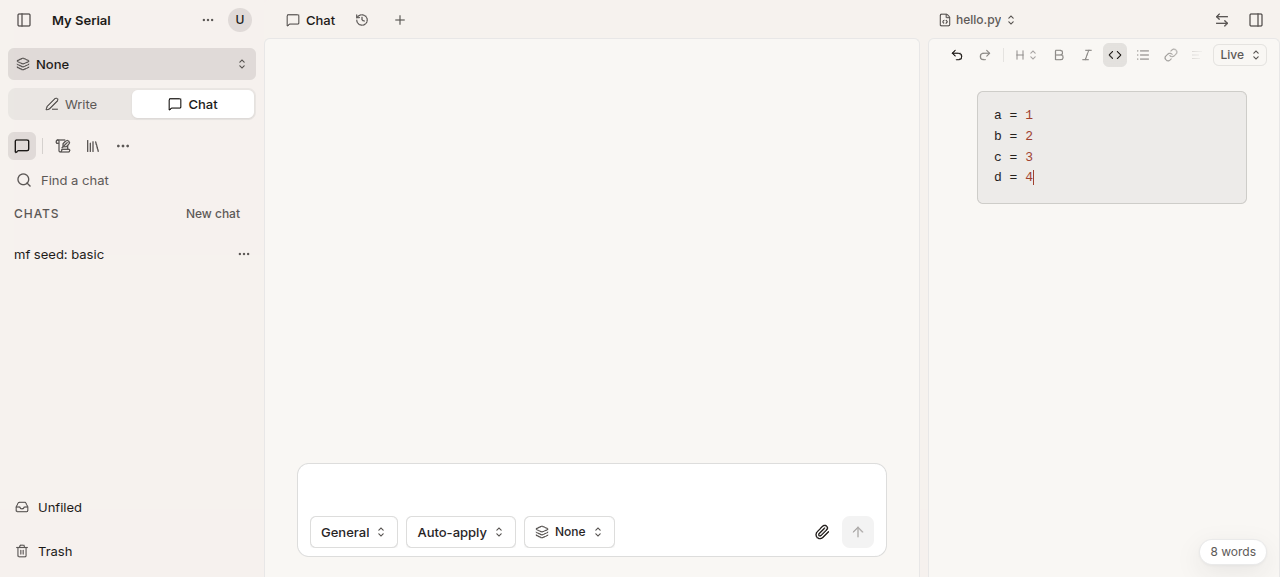 My Serial
U
None
Write
Chat
Find a chat
CHATS
New chat
mf seed: basic
Unfiled
Trash
Chat
General
Auto-apply
None
hello.py
H
B
I
Live
a = 1
b = 2
c = 3
d = 4
8 words